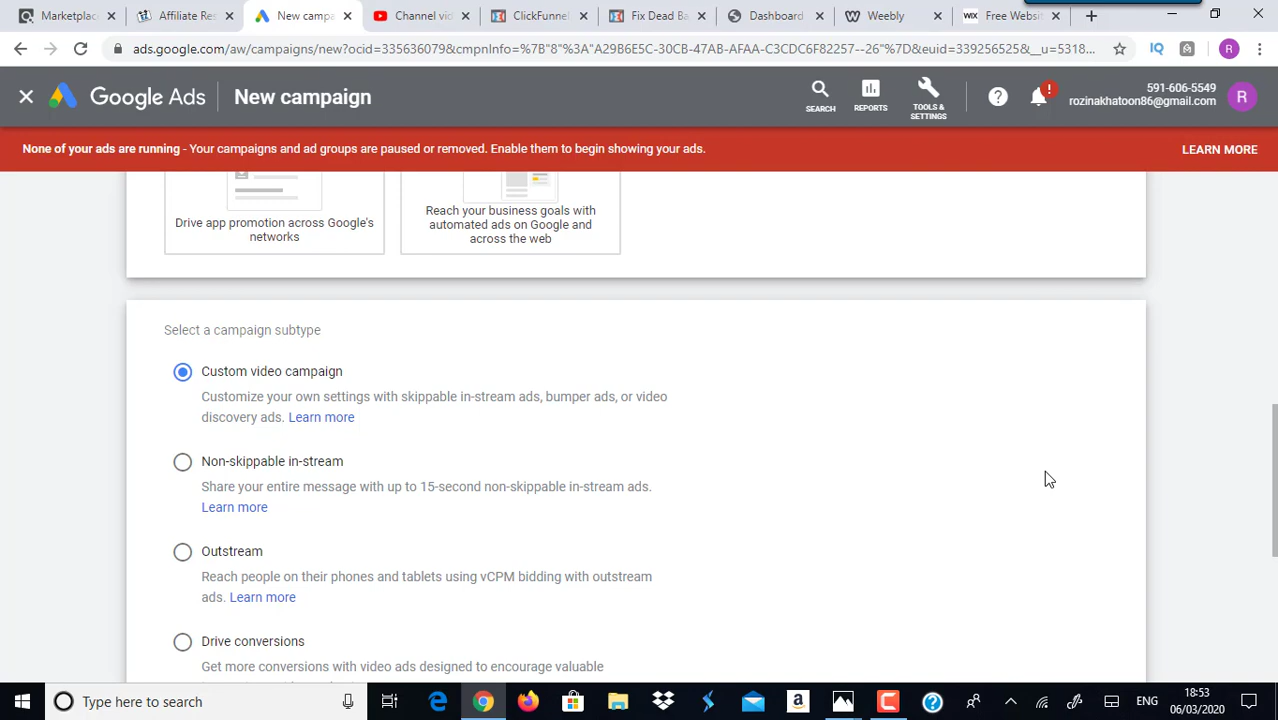 Marketplac
Affiliate Res
New campa
Channel vid
ClickFunnel
Fix Dead Ba
Dashboard
Weebly
Free Websi
ads.google.com/aw/campaigns/new?ocid=335636079&cmpnInfo=%7B"8"%3A"A29B6E5C-30CB-47AB-AFAA-C3CDC6F82257--26"%7D&euid=339256525&__u=5318...
IQ
R
Google Ads
New campaign
SEARCH
REPORTS
TOOLS &
SETTINGS
591-606-5549
rozinakhatoon86@gmail.com
R
None of your ads are running - Your campaigns and ad groups are paused or removed. Enable them to begin showing your ads.
LEARN MORE
Drive app promotion across Google's
networks
Reach your business goals with
automated ads on Google and
across the web
Select a campaign subtype
Custom video campaign
Customize your own settings with skippable in-stream ads, bumper ads, or video
discovery ads. Learn more
Non-skippable in-stream
Share your entire message with up to 15-second non-skippable in-stream ads.
Learn more
Outstream
Reach people on their phones and tablets using vCPM bidding with outstream
ads. Learn more
Drive conversions
Get more conversions with video ads designed to encourage valuable
Type here to search
ENG
18:53
06/03/2020